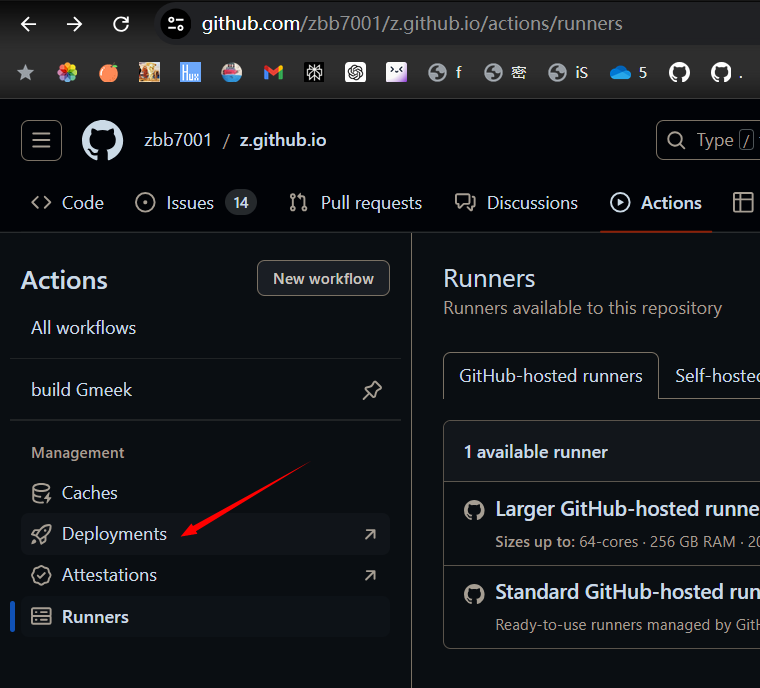 github.com/zbb7001/z.github.io/actions/runners
Hux f 密 iS 5 .
zbb7001 / z.github.io
Type /
Code Issues 14 Pull requests Discussions Actions
Actions
New workflow
All workflows
build Gmeek
Management
Caches
Deployments
Attestations
Runners
Runners
Runners available to this repository
GitHub-hosted runners
Self-hosted
1 available runner
Larger GitHub-hosted runne
Sizes up to: 64-cores · 256 GB RAM · 20
Standard GitHub-hosted run
Ready-to-use runners managed by GitH